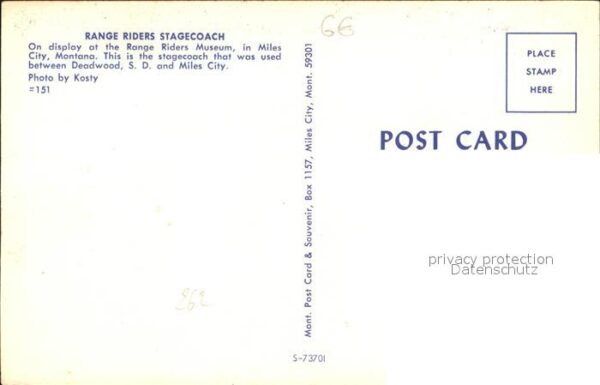 RANGE RIDERS STAGECOACH
On display at the Range Riders Museum, in Miles
City, Montana. This is the stagecoach that was used
between Deadwood, S. D. and Miles City.
Photo by Kosty
#151
66
Mont. Post Card & Souvenir, Box 1157, Miles City, Mont. 59301
S-73701
PLACE
STAMP
HERE
POST CARD
privacy protection
Datenschutz